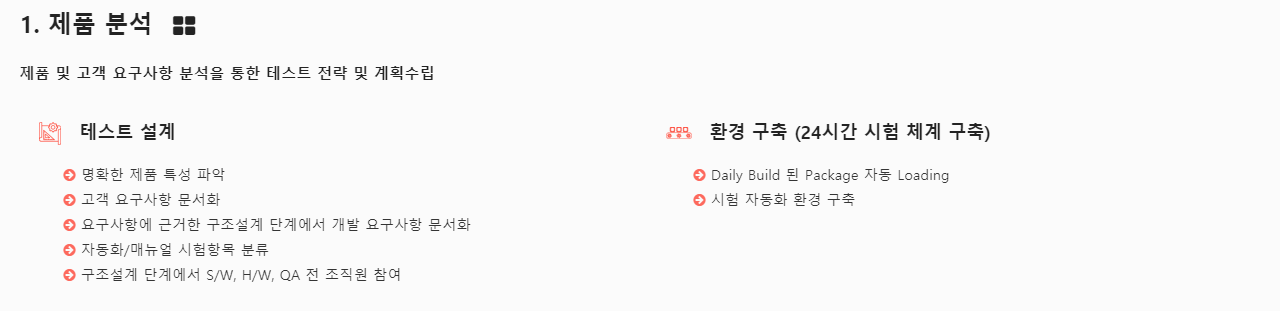 1. 제품 분석
제품 및 고객 요구사항 분석을 통한 테스트 전략 및 계획수립
테스트 설계
명확한 제품 특성 파악
고객 요구사항 문서화
요구사항에 근거한 구조설계 단계에서 개발 요구사항 문서화
자동화/매뉴얼 시험항목 분류
구조설계 단계에서 S/W, H/W, QA 전 조직원 참여
환경 구축 (24시간 시험 체계 구축)
Daily Build 된 Package 자동 Loading
시험 자동화 환경 구축